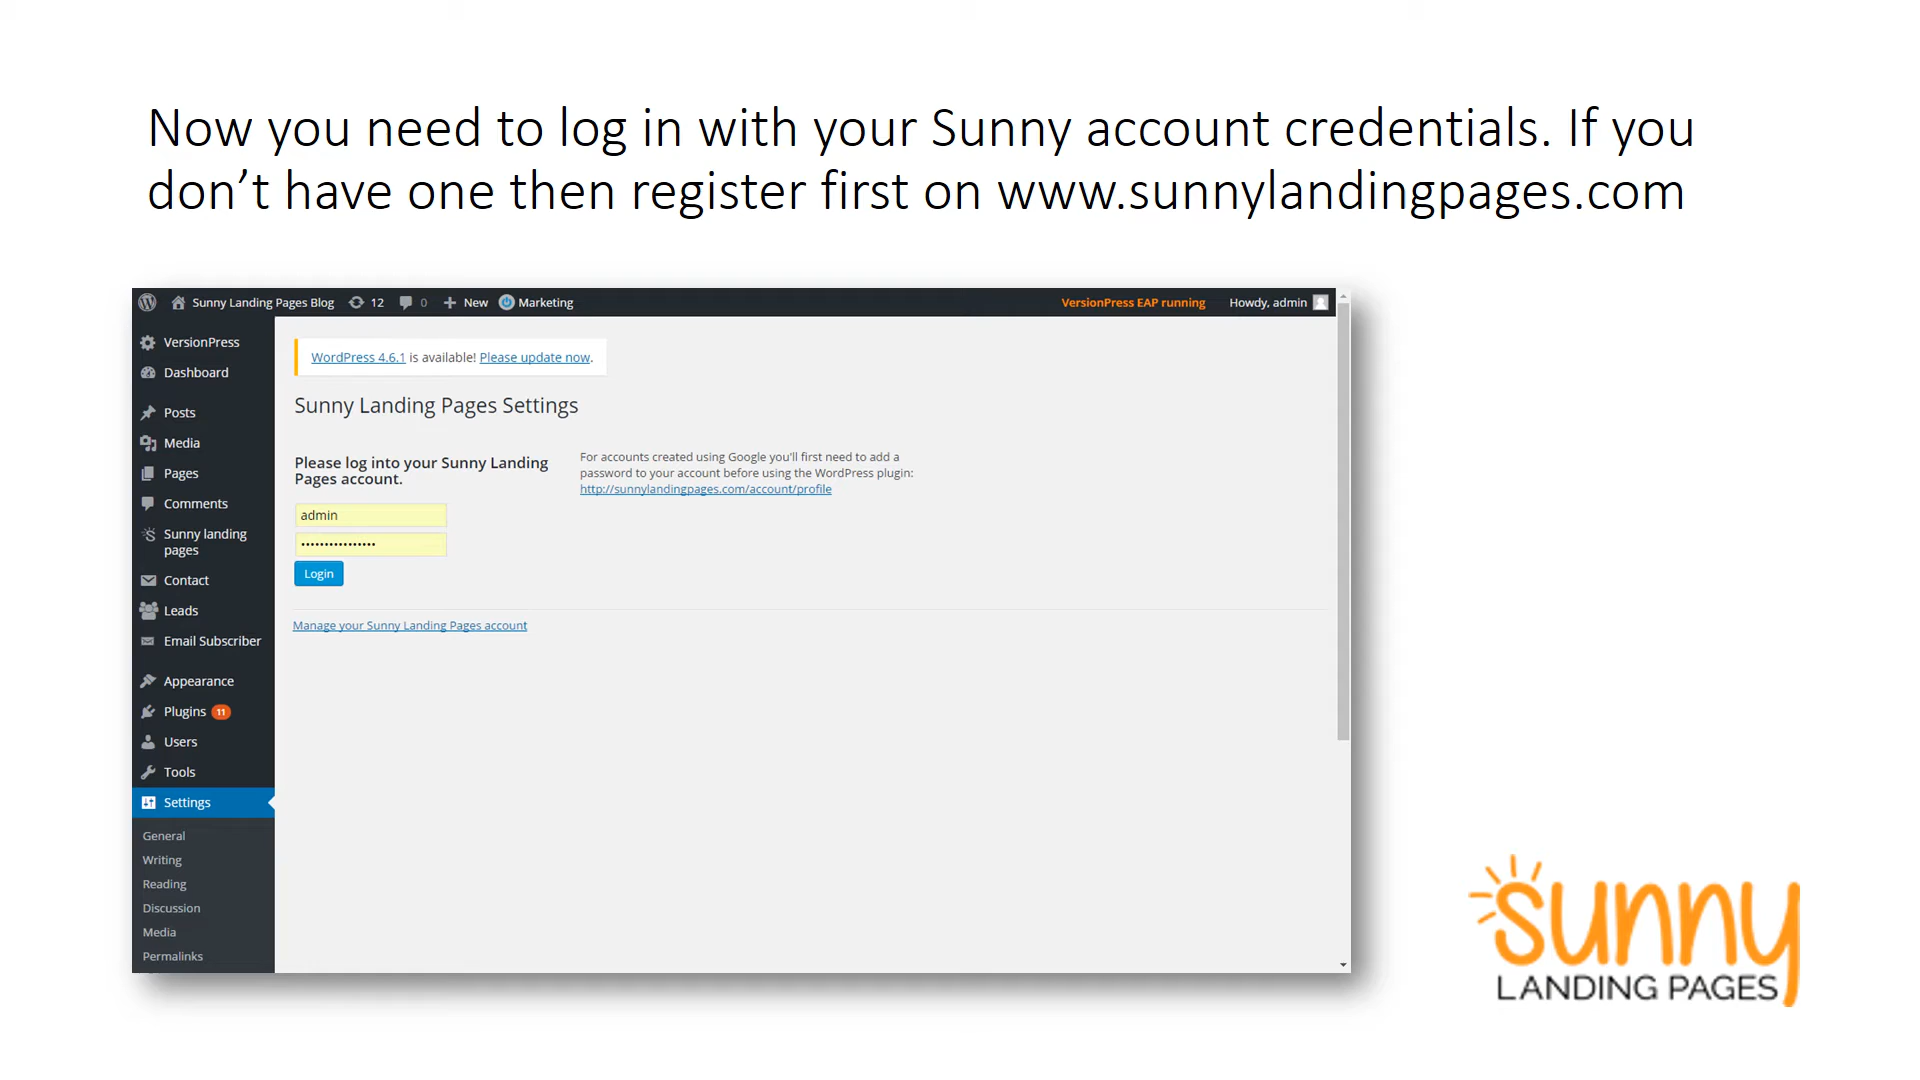 Now you need to log in with your Sunny account credentials. If you
don’t have one then register first on www.sunnylandingpages.com
Sunny Landing Pages Blog 12 0 New Marketing VersionPress EAP running Howdy, admin
VersionPress
Dashboard
Posts
Media
Pages
Comments
Sunny landing
pages
Contact
Leads
Email Subscriber
Appearance
Plugins 11
Users
Tools
Settings
General
Writing
Reading
Discussion
Media
Permalinks
WordPress 4.6.1 is available! Please update now.
Sunny Landing Pages Settings
Please log into your Sunny Landing
Pages account.
admin
••••••••••••••••
Login
For accounts created using Google you'll first need to add a
password to your account before using the WordPress plugin:
http://sunnylandingpages.com/account/profile
Manage your Sunny Landing Pages account
sunny
LANDING PAGES